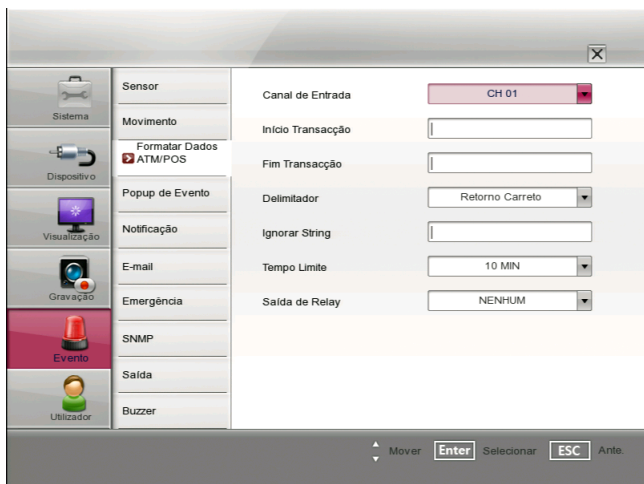 Sistema
Dispositivo
Visualização
Gravação
Evento
Utilizador
Sensor
Movimento
Formatar Dados
ATM/POS
Popup de Evento
Notificação
E-mail
Emergência
SNMP
Saída
Buzzer
Canal de Entrada CH 01
Início Transacção
Fim Transacção
Delimitador Retorno Carreto
Ignorar String
Tempo Limite 10 MIN
Saída de Relay NENHUM
Mover Enter Selecionar ESC Ante.